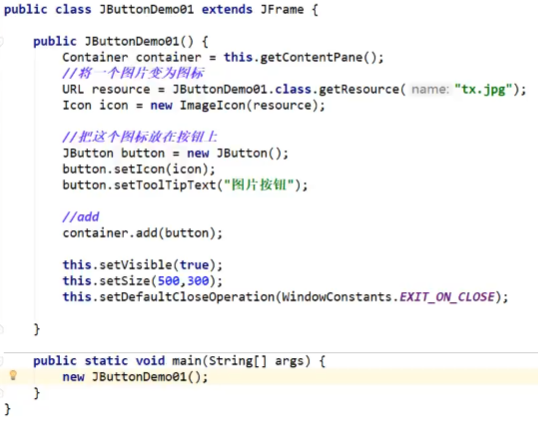 public class JButtonDemo01 extends JFrame {
public JButtonDemo01() {
Container container = this.getContentPane();
//将一个图片变为图标
URL resource = JButtonDemo01.class.getResource( name: "tx.jpg");
Icon icon = new ImageIcon(resource);
//把这个图标放在按钮上
JButton button = new JButton();
button.setIcon(icon);
button.setToolTipText("图片按钮");
//add
container.add(button);
this.setVisible(true);
this.setSize(500,300);
this.setDefaultCloseOperation(WindowConstants.EXIT_ON_CLOSE);
}
public static void main(String[] args) {
new JButtonDemo01();
}
}